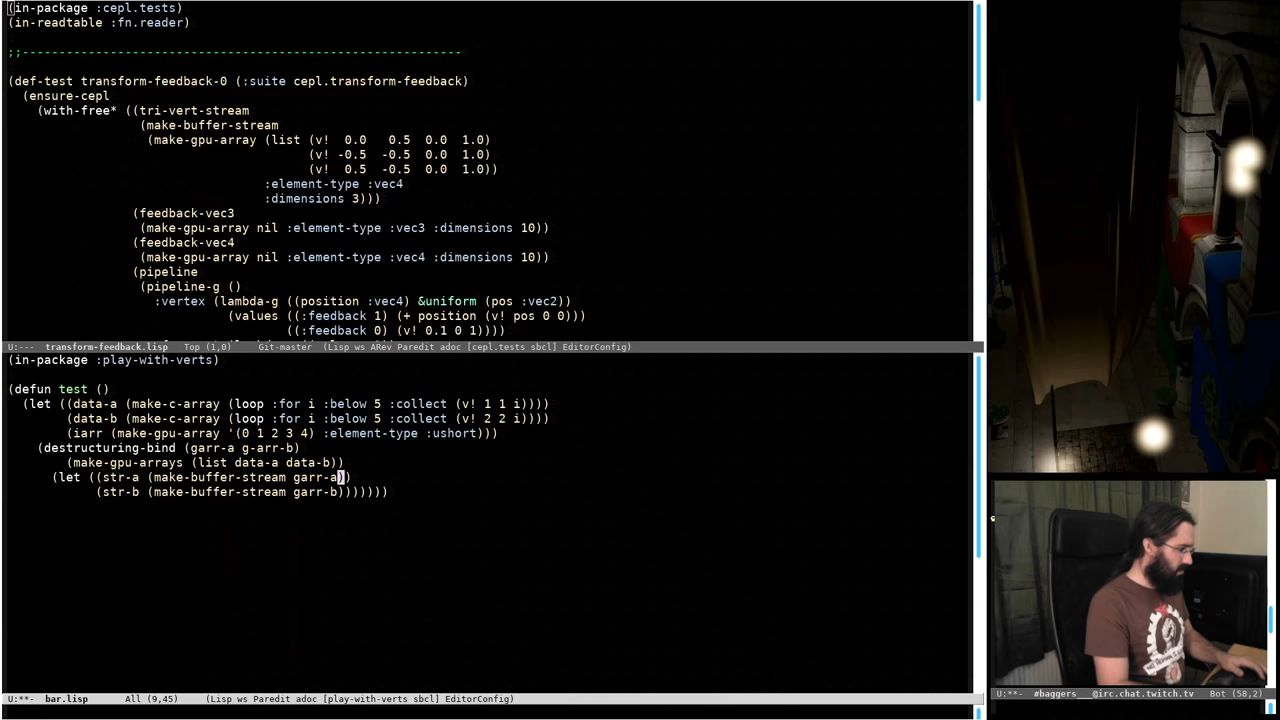 (in-package :cepl.tests)
(in-readtable :fn.reader)
;;------------------------------------------------------------
(def-test transform-feedback-0 (:suite cepl.transform-feedback)
  (ensure-cepl
    (with-free* ((tri-vert-stream
                  (make-buffer-stream
                   (make-gpu-array (list (v!  0.0   0.5  0.0  1.0)
                                         (v! -0.5  -0.5  0.0  1.0)
                                         (v!  0.5  -0.5  0.0  1.0))
                                   :element-type :vec4
                                   :dimensions 3)))
                 (feedback-vec3
                  (make-gpu-array nil :element-type :vec3 :dimensions 10))
                 (feedback-vec4
                  (make-gpu-array nil :element-type :vec4 :dimensions 10))
                 (pipeline
                  (pipeline-g ()
                    :vertex (lambda-g ((position :vec4) &uniform (pos :vec2))
                              (values ((:feedback 1) (+ position (v! pos 0 0)))
                                      ((:feedback 0) (v! 0.1 0 1))))
U:---  transform-feedback.lisp   Top (1,0)     Git-master  (Lisp ws ARev Paredit adoc [cepl.tests sbcl] EditorConfig)
(in-package :play-with-verts)
(defun test ()
  (let ((data-a (make-c-array (loop :for i :below 5 :collect (v! 1 1 i))))
        (data-b (make-c-array (loop :for i :below 5 :collect (v! 2 2 i))))
        (iarr (make-gpu-array '(0 1 2 3 4) :element-type :ushort)))
    (destructuring-bind (garr-a g-arr-b)
        (make-gpu-arrays (list data-a data-b))
      (let ((str-a (make-buffer-stream garr-a))
            (str-b (make-buffer-stream garr-b)))))))
U:**-  bar.lisp       All (9,45)     (Lisp ws Paredit adoc [play-with-verts sbcl] EditorConfig)
U:**-  #baggers  @irc.chat.twitch.tv   Bot (58,2)